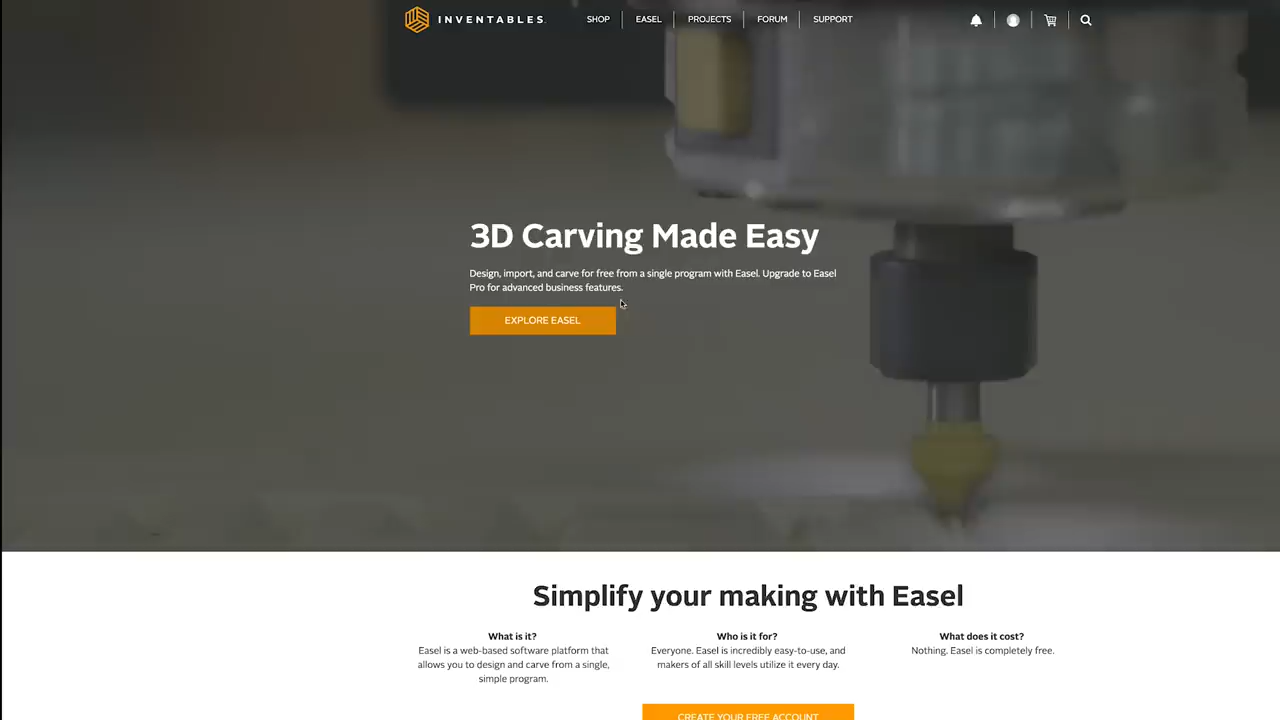 INVENTABLES.
SHOP
EASEL
PROJECTS
FORUM
SUPPORT
3D Carving Made Easy
Design, import, and carve for free from a single program with Easel. Upgrade to Easel
Pro for advanced business features.
EXPLORE EASEL
Simplify your making with Easel
What is it?
Easel is a web-based software platform that
allows you to design and carve from a single,
simple program.
Who is it for?
Everyone. Easel is incredibly easy-to-use, and
makers of all skill levels utilize it every day.
What does it cost?
Nothing. Easel is completely free.
CREATE YOUR FREE ACCOUNT